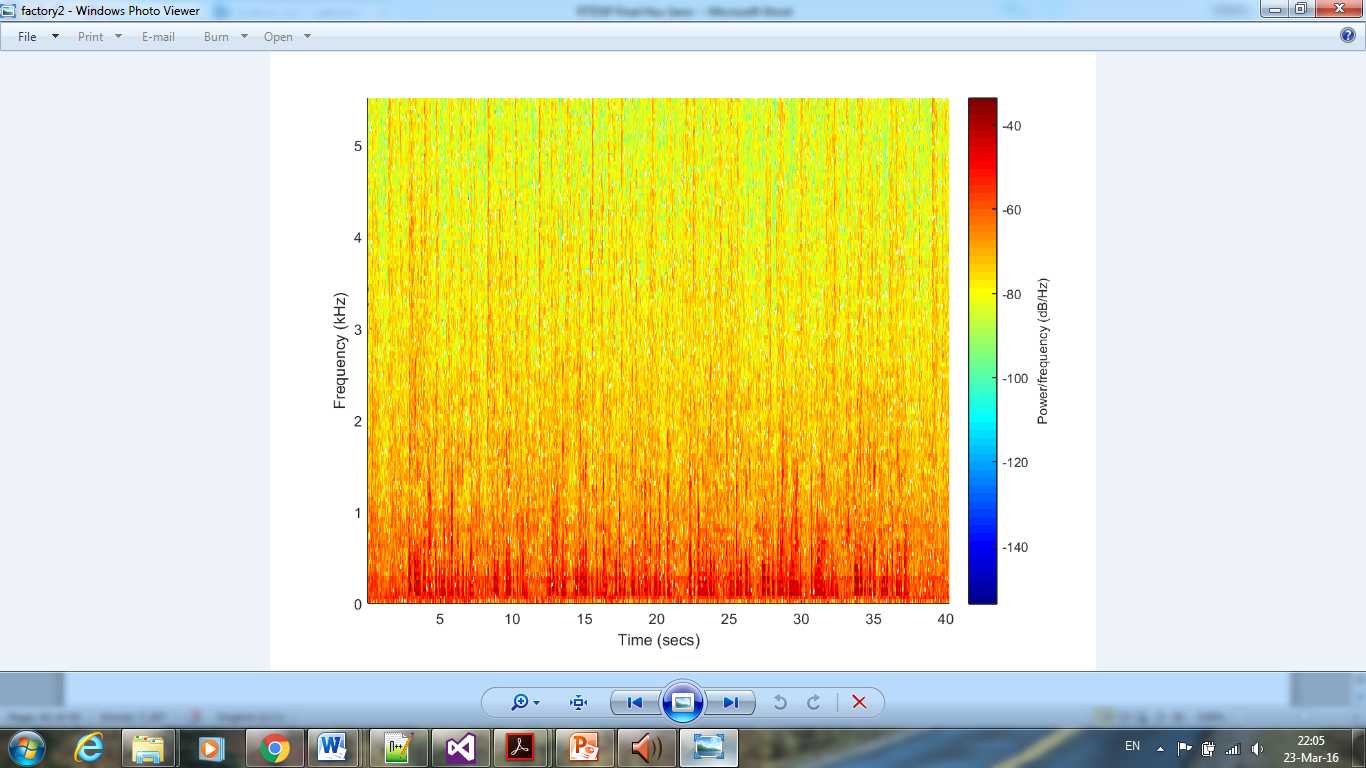 factory2 - Windows Photo Viewer
File Print E-mail Burn Open
5
4
3
2
1
0
Frequency (kHz)
5 10 15 20 25 30 35 40
Time (secs)
-40
-60
-80
-100
-120
-140
Power/frequency (dB/Hz)
EN
22:05
23-Mar-16